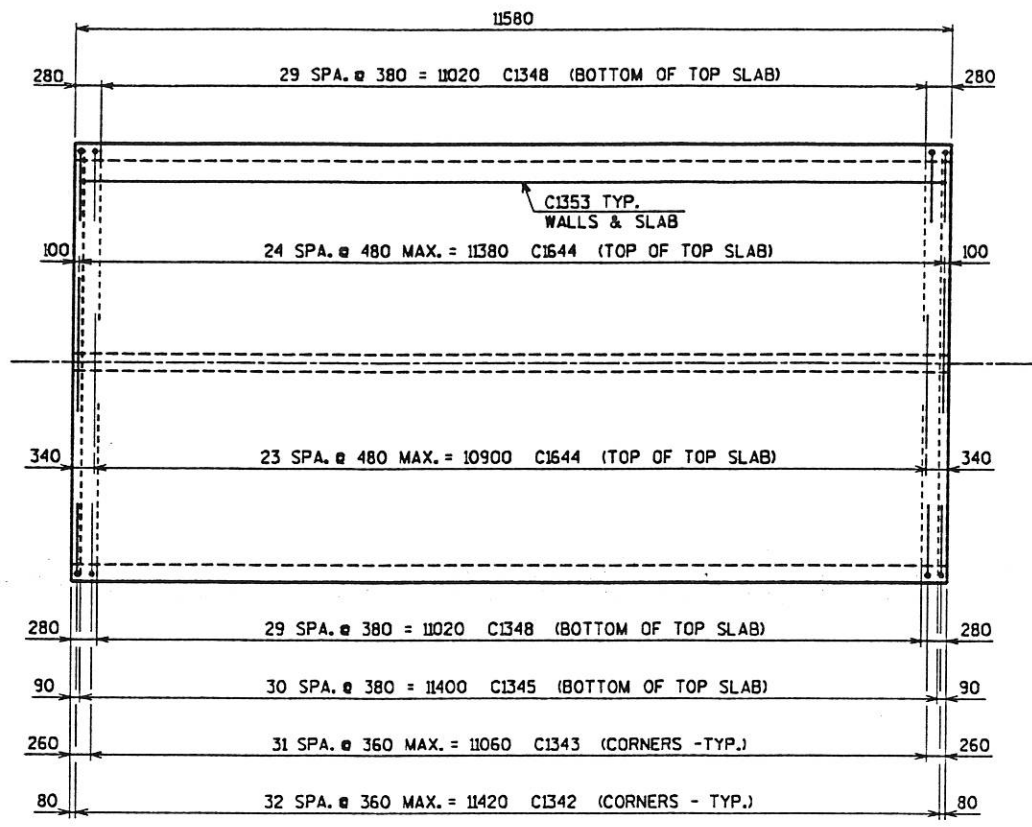 11580
280 29 SPA. @ 380 = 11020 C1348 (BOTTOM OF TOP SLAB) 280
C1353 TYP.
WALLS & SLAB
100 24 SPA. @ 480 MAX. = 11380 C1644 (TOP OF TOP SLAB) 100
340 23 SPA. @ 480 MAX. = 10900 C1644 (TOP OF TOP SLAB) 340
280 29 SPA. @ 380 = 11020 C1348 (BOTTOM OF TOP SLAB) 280
90 30 SPA. @ 380 = 11400 C1345 (BOTTOM OF TOP SLAB) 90
260 31 SPA. @ 360 MAX. = 11060 C1343 (CORNERS -TYP.) 260
80 32 SPA. @ 360 MAX. = 11420 C1342 (CORNERS - TYP.) 80